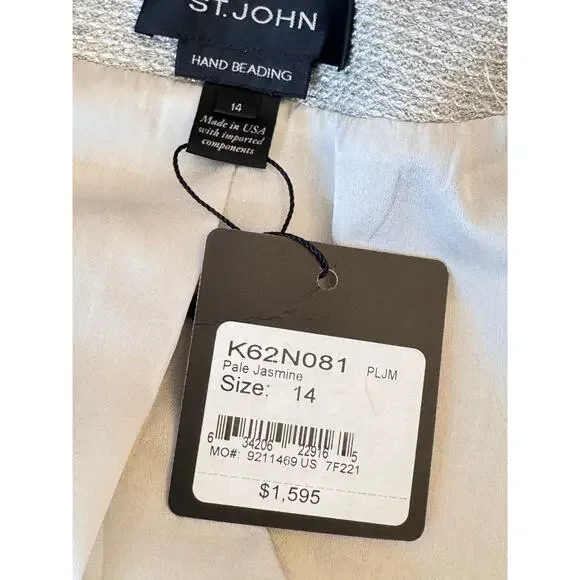 ST. JOHN
HAND BEADING
14
Made in USA
with imported
components
K62N081 PLJM
Pale Jasmine
Size: 14
6 34206 22916 5
MO#: 9211469 US 7F221
$1,595